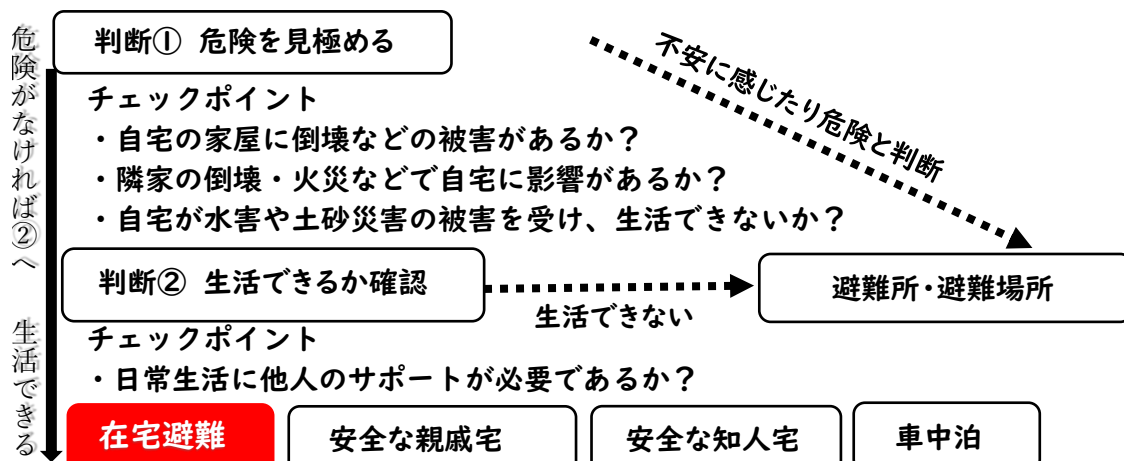 危険がなければ②へ
生活できる
判断① 危険を見極める
不安に感じたり危険と判断
チェックポイント
・自宅の家屋に倒壊などの被害があるか？
・隣家の倒壊・火災などで自宅に影響があるか？
・自宅が水害や土砂災害の被害を受け、生活できないか？
判断② 生活できるか確認
生活できない
避難所・避難場所
チェックポイント
・日常生活に他人のサポートが必要であるか？
在宅避難
安全な親戚宅
安全な知人宅
車中泊